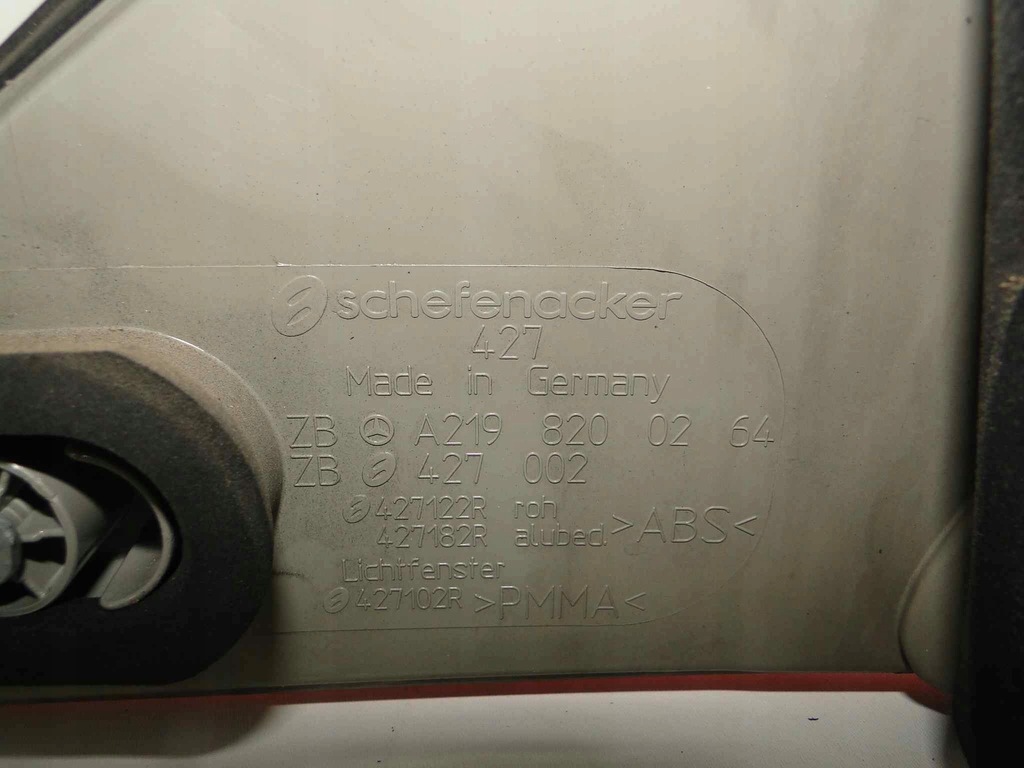 schefenacker
427
Made in Germany
ZB A219 820 02 64
ZB 427 002
427122R roh
427182R alubed >ABS<
Lichtfenster
427102R >PMMA<